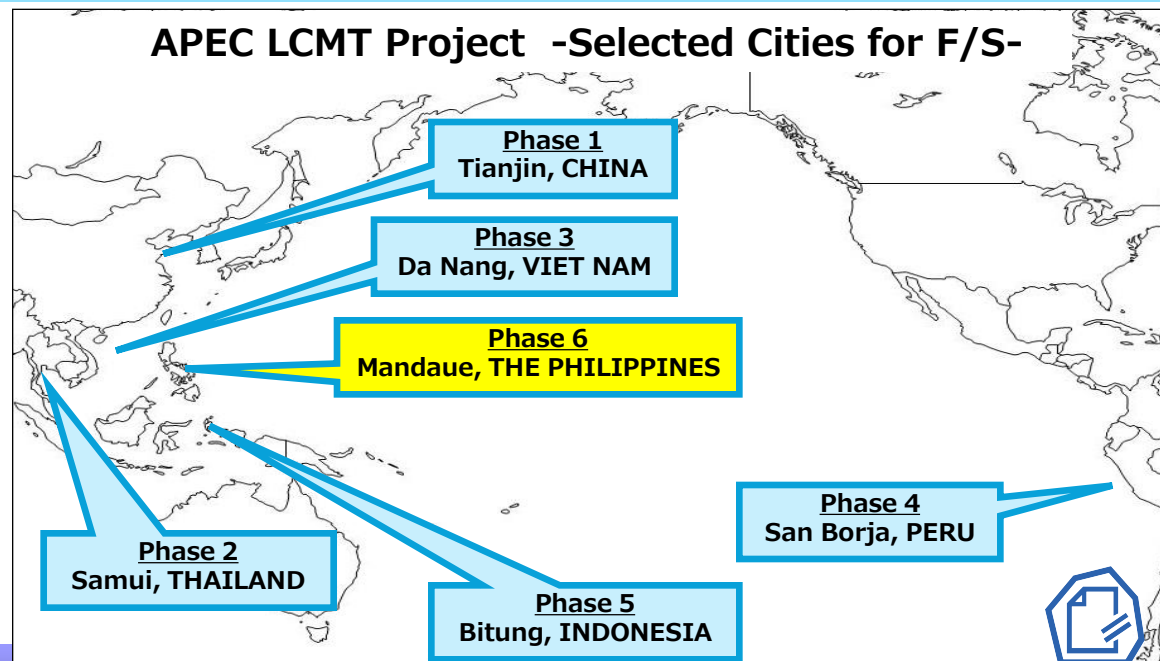 APEC LCMT Project -Selected Cities for F/S-
Phase 1
Tianjin, CHINA
Phase 3
Da Nang, VIET NAM
Phase 6
Mandaue, THE PHILIPPINES
Phase 4
San Borja, PERU
Phase 2
Samui, THAILAND
Phase 5
Bitung, INDONESIA